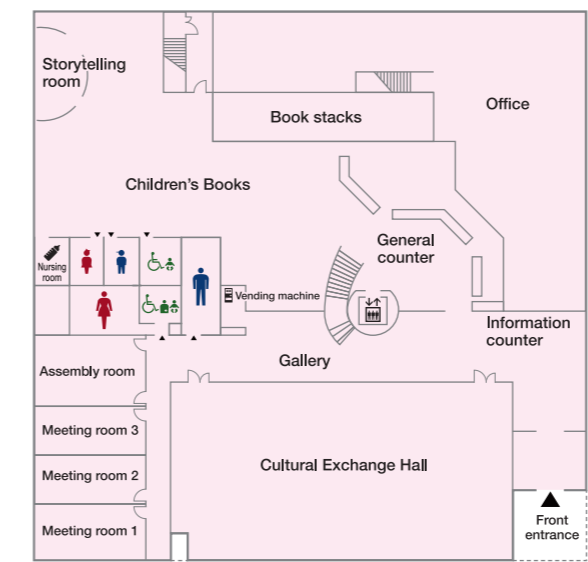 Storytelling
room
Book stacks
Office
Children's Books
General
counter
Nursing
room
Vending machine
Information
counter
Gallery
Assembly room
Meeting room 3
Cultural Exchange Hall
Meeting room 2
Meeting room 1
Front
entrance